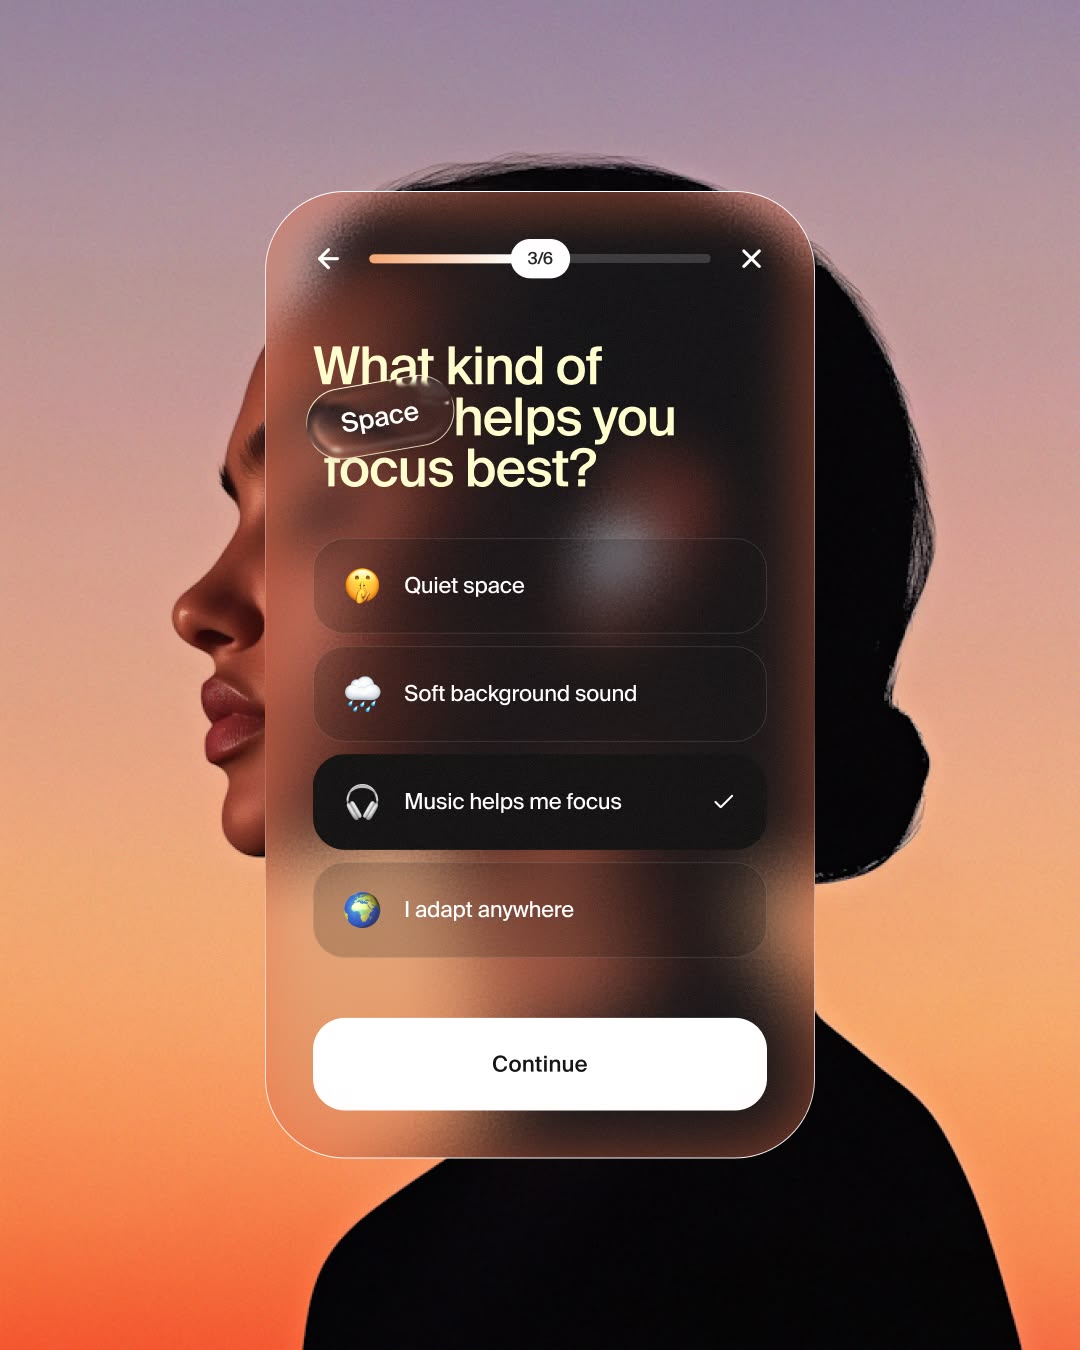 3/6
What kind of
Space helps you
focus best?
Quiet space
Soft background sound
Music helps me focus
I adapt anywhere
Continue